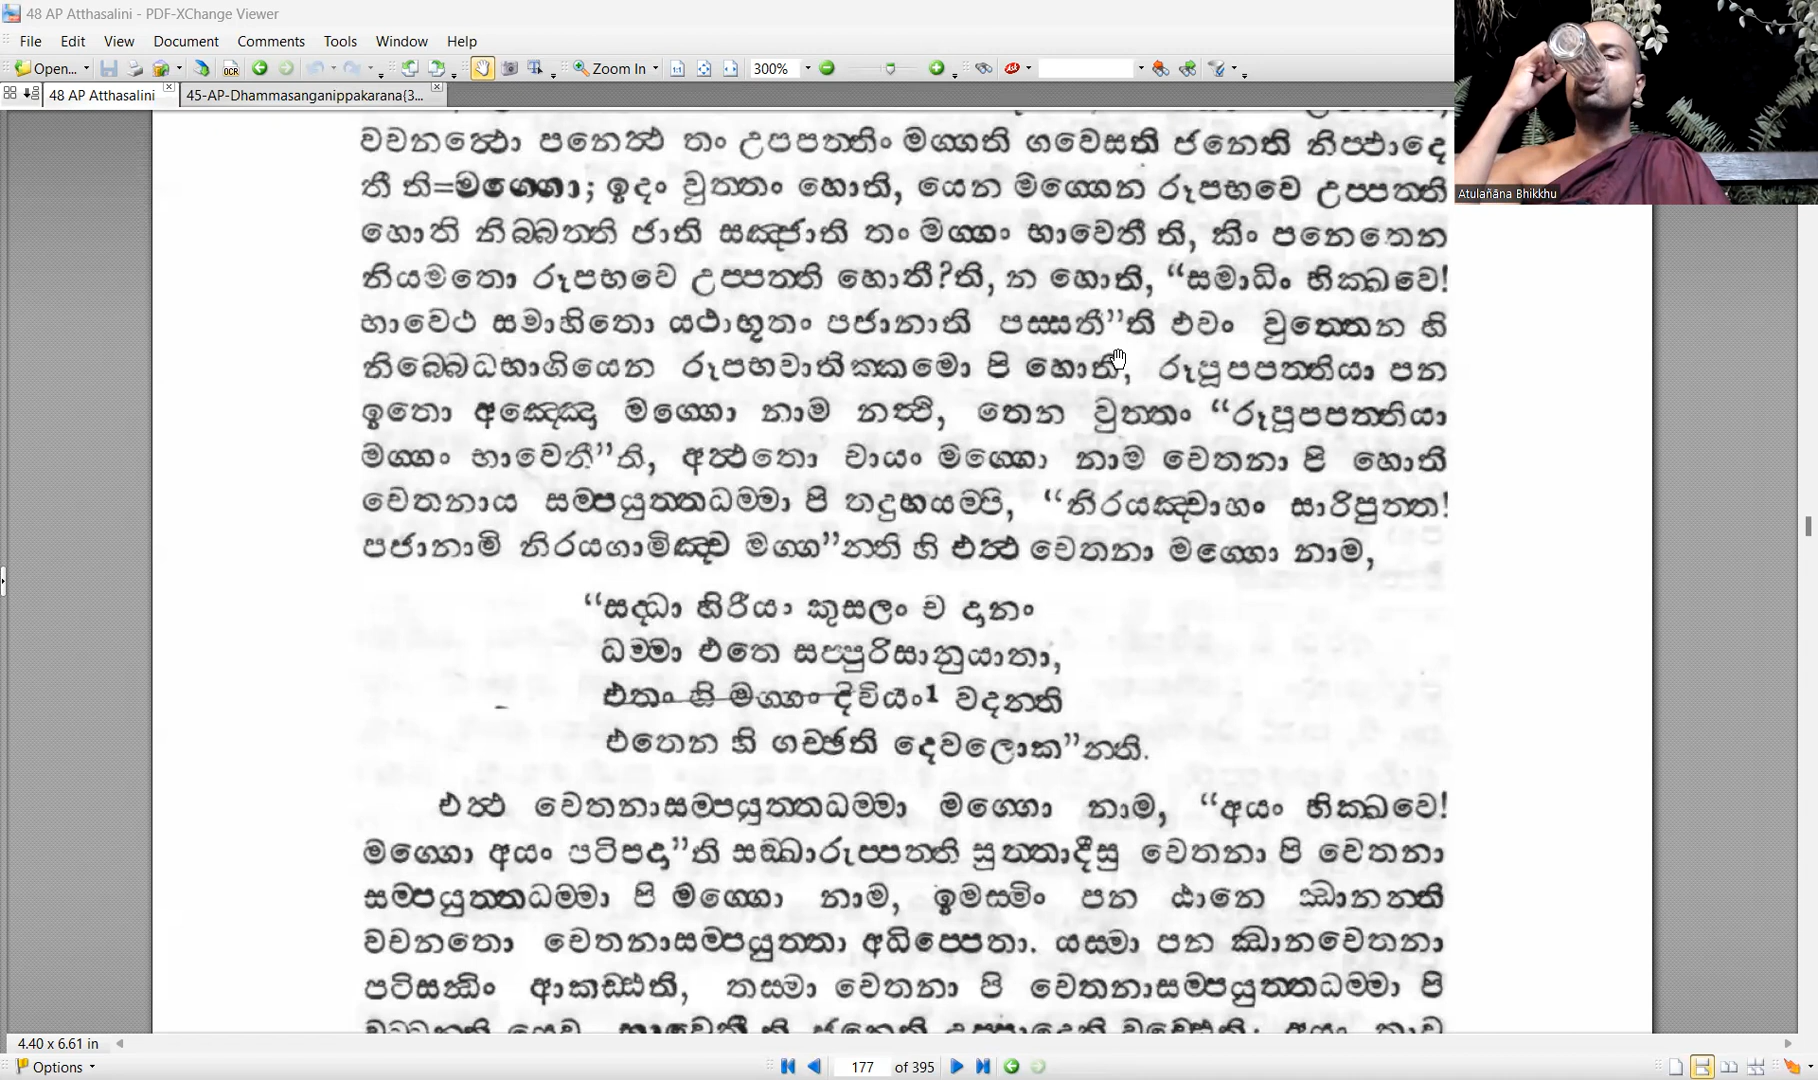 48 AP Atthasalini - PDF-XChange Viewer
File Edit View Document Comments Tools Window Help
Open... OCR Zoom In 300%
48 AP Atthasalini 45-AP-Dhammasanganippakarana{3...
Atulañāna Bhikkhu
වචනත්ථො පනෙත්ථ තං උපපත්තිං මග්ගති ගවෙසති ජනෙති නිප්ඵාදෙ
තී ති=මග්ගො; ඉදං වුත්තං හොති, යෙන මග්ගෙන රූපභවෙ උප්පත්ති
හොති නිබ්බත්ති ජාති සඤ්ජාති තං මග්ගං භාවෙතී ති, කිං පනෙතෙන
නියමතො රූපභවෙ උප්පත්ති හොතී?ති, න හොති, “සමාධිං භික්ඛවෙ!
භාවෙථ සමාහිතො යථාභූතං පජානාති පස්සතී”ති එවං වුත්තෙන හි
නිබ්බෙධභාගියෙන රූපභවාතික්කමො පි හොති, රූපූපපත්තියා පන
ඉතො අඤ්ඤො මග්ගො නාම නත්ථි, තෙන වුත්තං “රූපූපපත්තියා
මග්ගං භාවෙතී”ති, අත්ථතො චායං මග්ගො නාම චෙතනා පි හොති
චෙතනාය සම්පයුත්තධම්මා පි තදුභයම්පි, “නිරයඤ්චාහං සාරිපුත්ත!
පජානාමි නිරයගාමිඤ්ච මග්ග”න්ති හි එත්ථ චෙතනා මග්ගො නාම,
“සද්ධා හිරියා කුසලං ච දානං
ධම්මා එතෙ සප්පුරිසානුයාතා,
එතං හි මග්ගං දිවියං1 වදන්ති
එතෙන හි ගච්ඡති දෙවලොක”න්ති.
එත්ථ චෙතනාසම්පයුත්තධම්මා මග්ගො නාම, “අයං භික්ඛවෙ!
මග්ගො අයං පටිපදා”ති සඞ්ඛාරුප්පත්ති සුත්තාදීසු චෙතනා පි චෙතනා
සම්පයුත්තධම්මා පි මග්ගො නාම, ඉමස්මිං පන ඨානෙ ඣානන්ති
වචනතො චෙතනාසම්පයුත්තා අධිප්පෙතා. යස්මා පන ඣානචෙතනා
පටිසන්ධිං ආකඩ්ඪති, තස්මා චෙතනා පි චෙතනාසම්පයුත්තධම්මා පි
4.40 x 6.61 in
Options 177 of 395